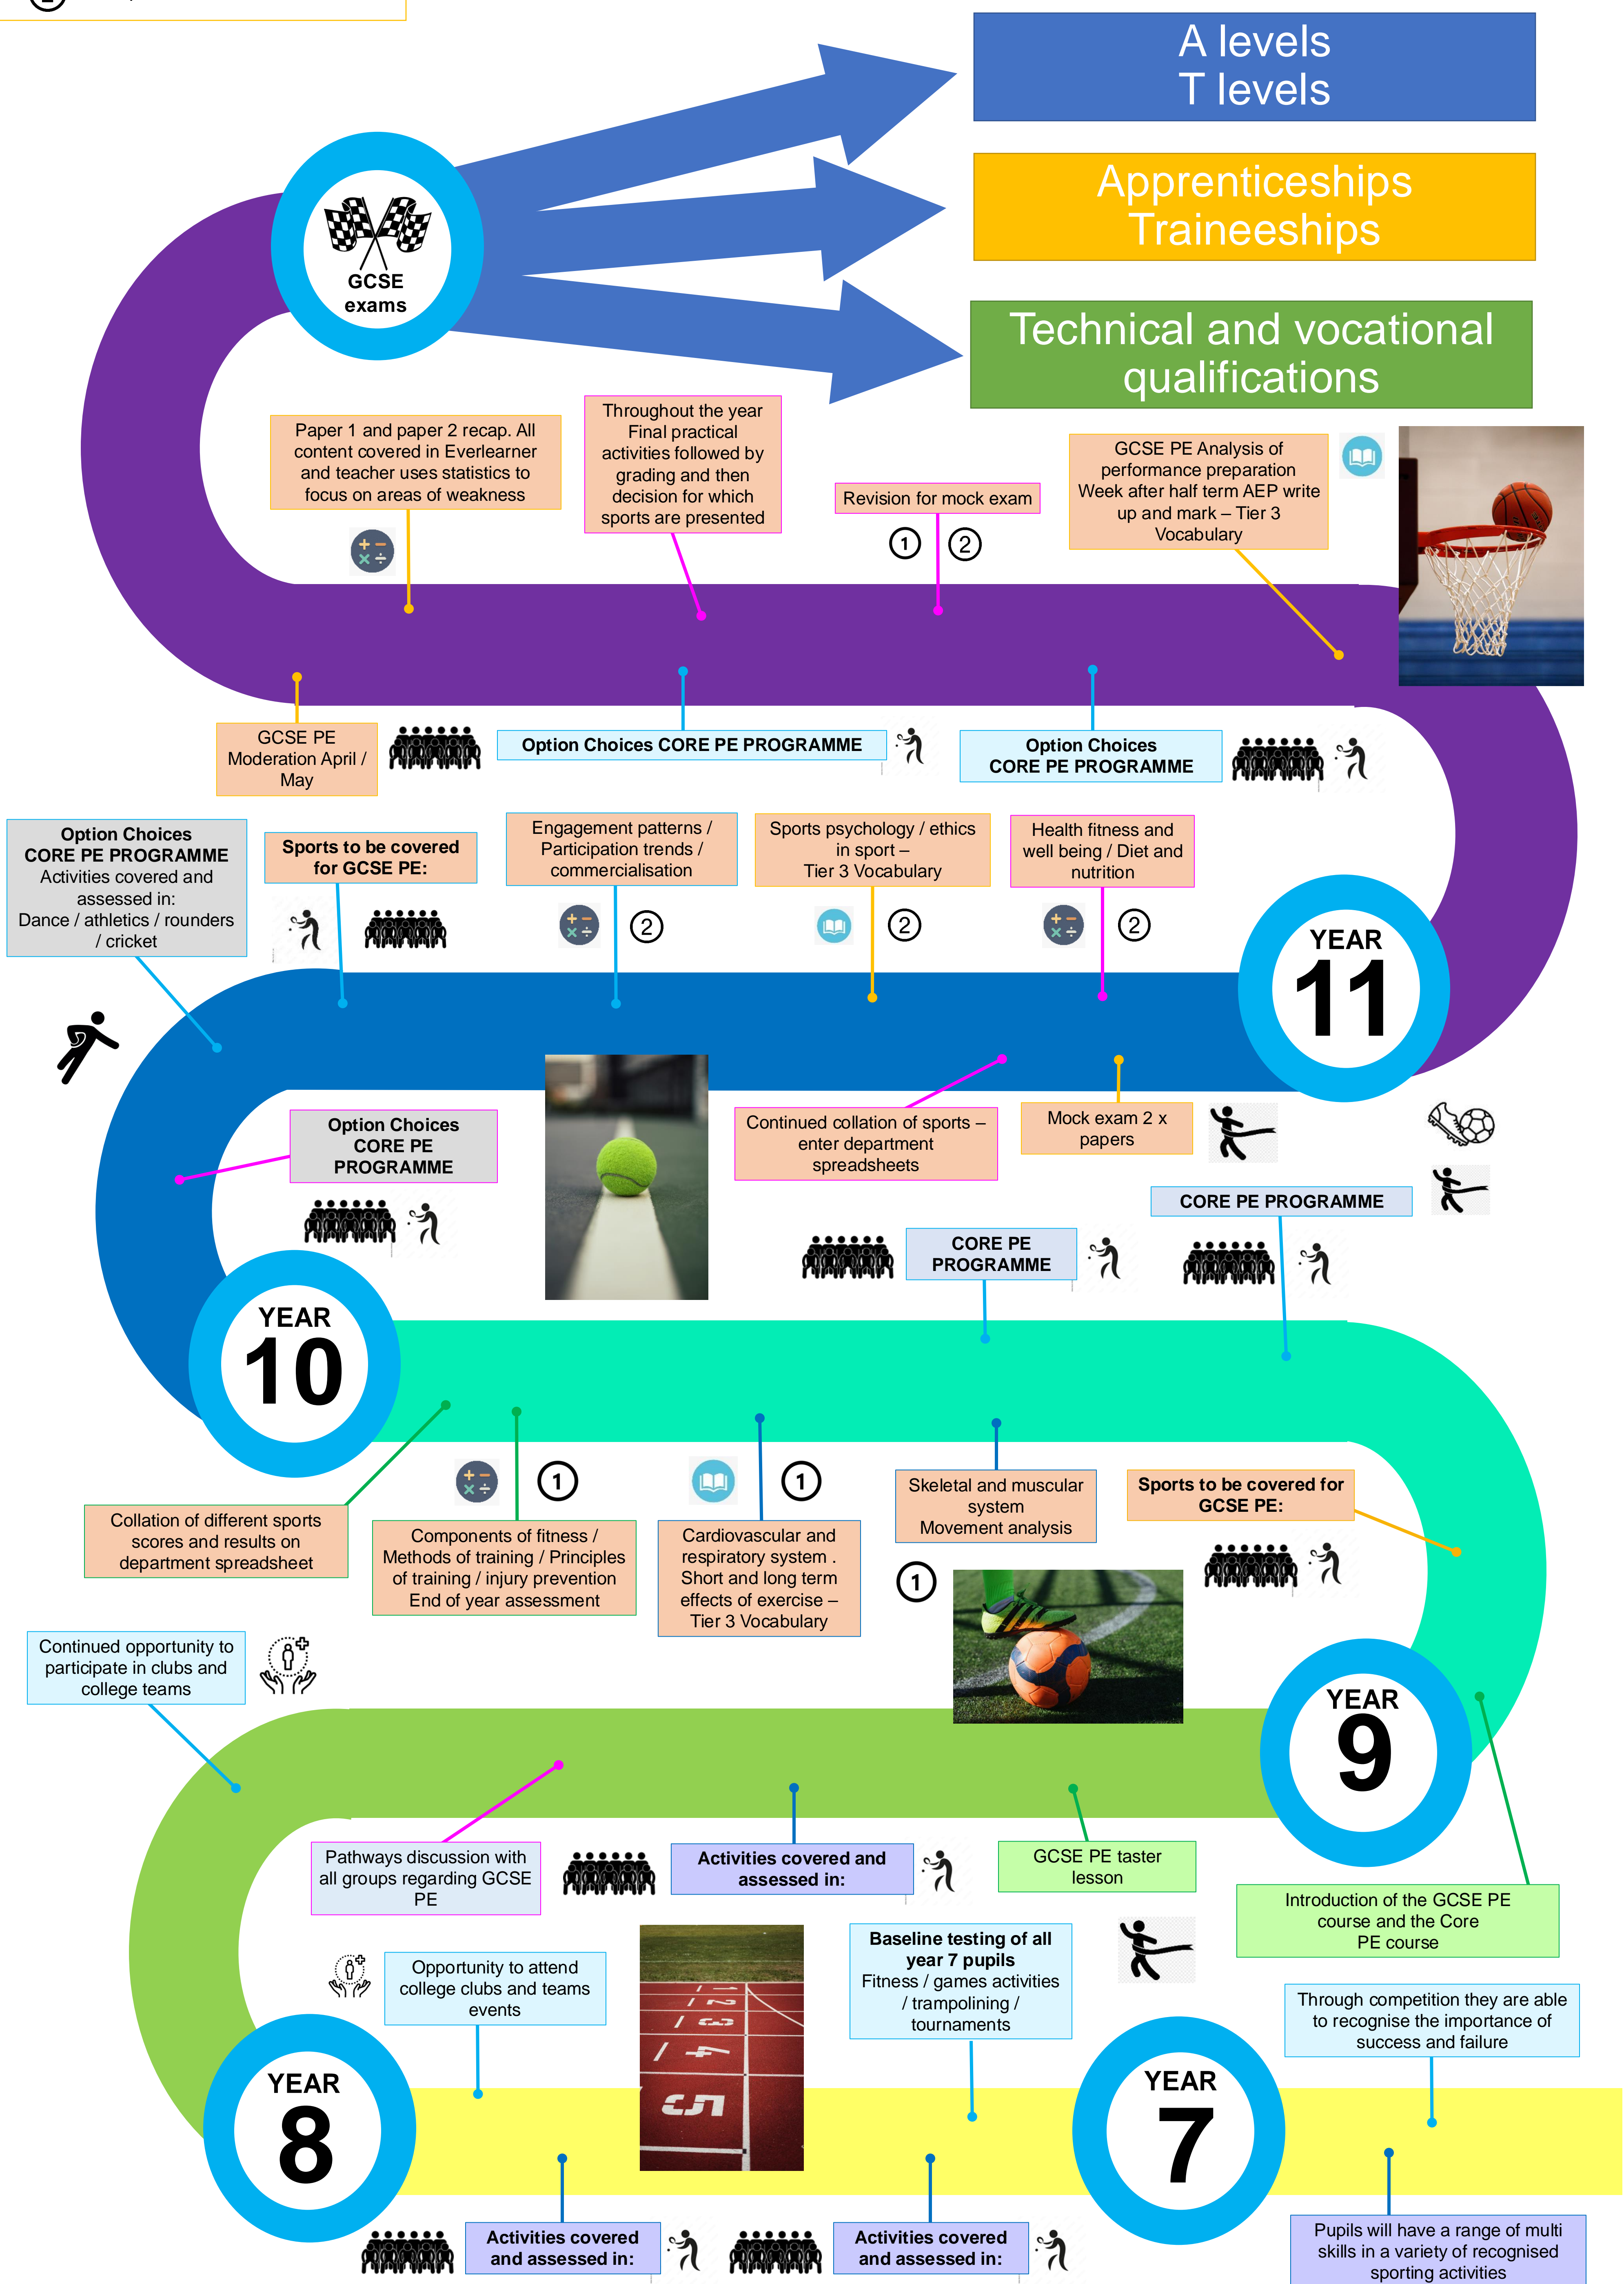 A levels
T levels
Apprenticeships
Traineeships
Technical and vocational
qualifications
GCSE
exams
Paper 1 and paper 2 recap. All
content covered in Everlearner
and teacher uses statistics to
focus on areas of weakness
Throughout the year
Final practical
activities followed by
grading and then
decision for which
sports are presented
Revision for mock exam
1
2
GCSE PE Analysis of
performance preparation
Week after half term AEP write
up and mark – Tier 3
Vocabulary
GCSE PE
Moderation April /
May
Option Choices CORE PE PROGRAMME
Option Choices
CORE PE PROGRAMME
Option Choices
CORE PE PROGRAMME
Activities covered and
assessed in:
Dance / athletics / rounders
/ cricket
Sports to be covered
for GCSE PE:
Engagement patterns /
Participation trends /
commercialisation
2
Sports psychology / ethics
in sport –
Tier 3 Vocabulary
2
Health fitness and
well being / Diet and
nutrition
2
YEAR
11
Option Choices
CORE PE
PROGRAMME
Continued collation of sports –
enter department
spreadsheets
Mock exam 2 x
papers
CORE PE
PROGRAMME
CORE PE PROGRAMME
YEAR
10
Collation of different sports
scores and results on
department spreadsheet
1
Components of fitness /
Methods of training / Principles
of training / injury prevention
End of year assessment
1
Cardiovascular and
respiratory system .
Short and long term
effects of exercise –
Tier 3 Vocabulary
Skeletal and muscular
system
Movement analysis
1
Sports to be covered for
GCSE PE:
Continued opportunity to
participate in clubs and
college teams
YEAR
9
Pathways discussion with
all groups regarding GCSE
PE
Activities covered and
assessed in:
GCSE PE taster
lesson
Introduction of the GCSE PE
course and the Core
PE course
Opportunity to attend
college clubs and teams
events
1
2
3
4
5
Baseline testing of all
year 7 pupils
Fitness / games activities
/ trampolining /
tournaments
Through competition they are able
to recognise the importance of
success and failure
YEAR
8
YEAR
7
Activities covered
and assessed in:
Activities covered
and assessed in:
Pupils will have a range of multi
skills in a variety of recognised
sporting activities